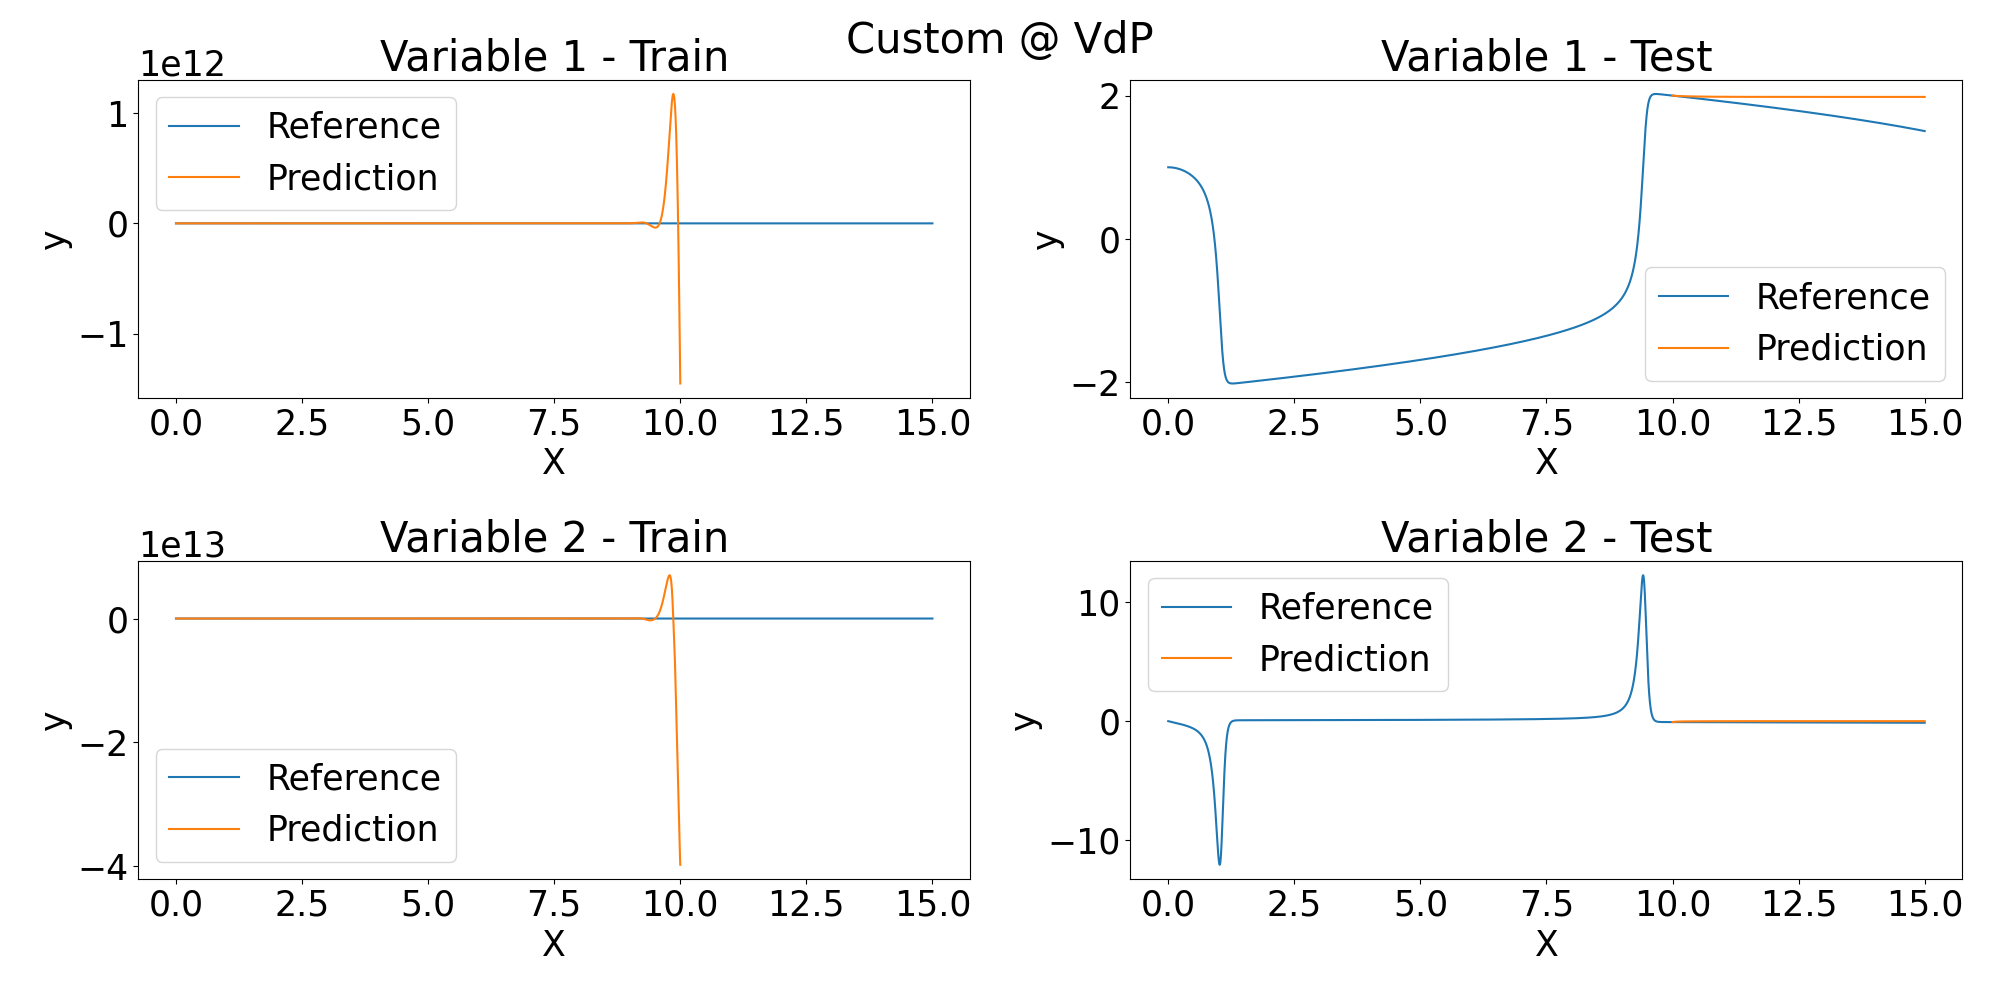 Custom @ VdP
Variable 1 - Train
1e12
1
0
−1
y
0.0 2.5 5.0 7.5 10.0 12.5 15.0
X
Reference
Prediction
Variable 1 - Test
2
0
−2
y
0.0 2.5 5.0 7.5 10.0 12.5 15.0
X
Reference
Prediction
Variable 2 - Train
1e13
0
−2
−4
y
0.0 2.5 5.0 7.5 10.0 12.5 15.0
X
Reference
Prediction
Variable 2 - Test
10
0
−10
y
0.0 2.5 5.0 7.5 10.0 12.5 15.0
X
Reference
Prediction